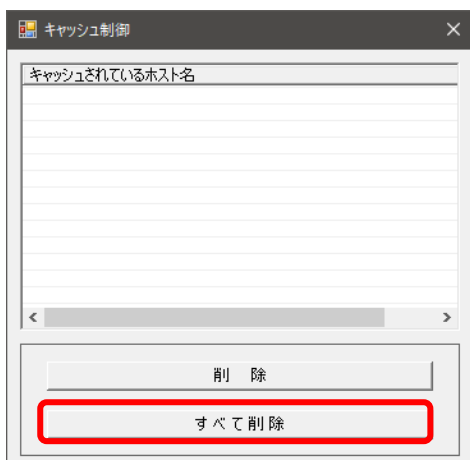 キャッシュ制御
キャッシュされているホスト名
削　除
すべて削除